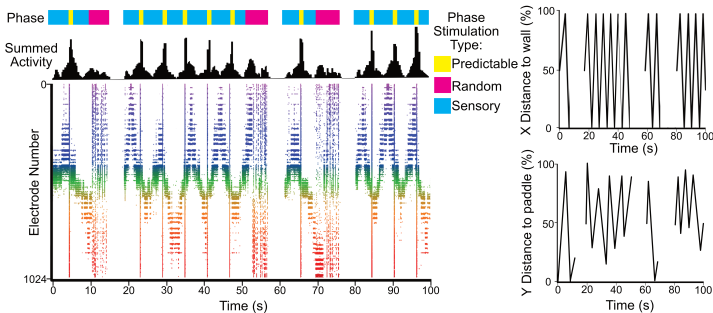 Phase
Summed
Activity
Phase
Stimulation
Type:
Predictable
Random
Sensory
Electrode Number
0
1024
0 10 20 30 40 50 60 70 80 90 100
Time (s)
X Distance to wall (%)
100
50
0
0 20 40 60 80 100
Time (s)
Y Distance to paddle (%)
100
50
0
0 20 40 60 80 100
Time (s)